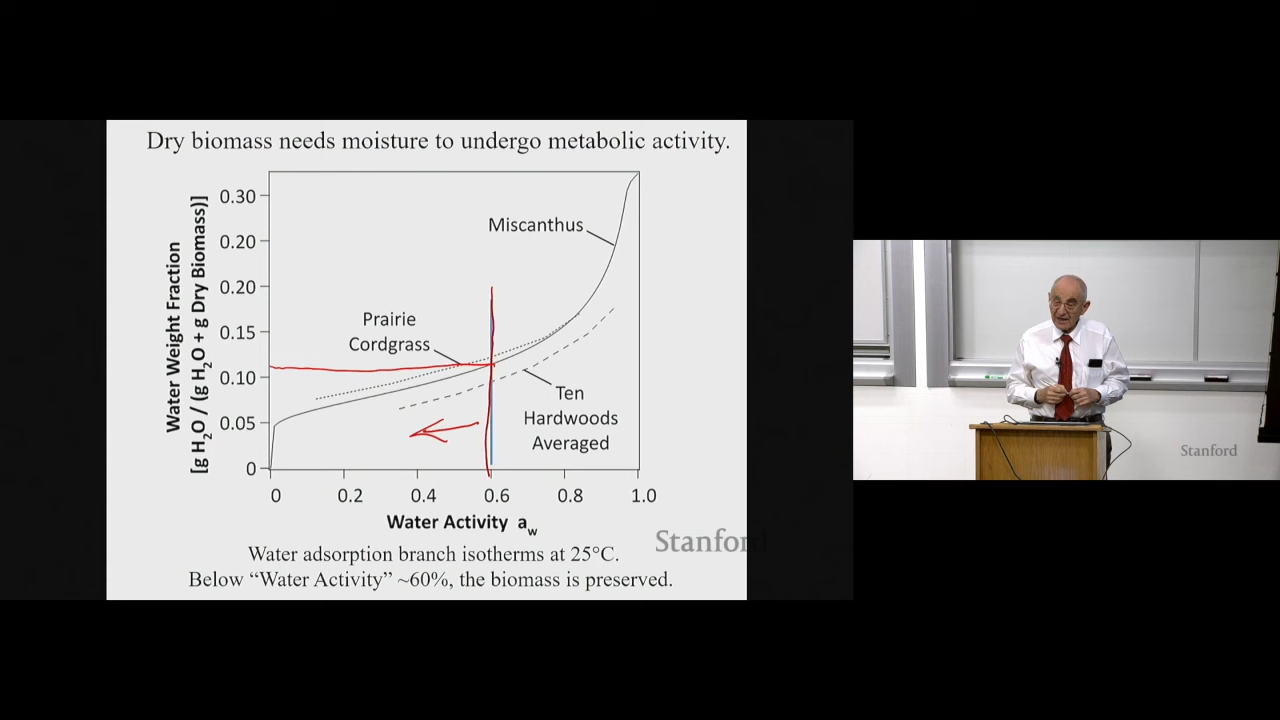 Dry biomass needs moisture to undergo metabolic activity.
Water Weight Fraction
[g H₂O / (g H₂O + g Dry Biomass)]
0.30
0.20
0.20
0.15
0.10
0.05
0
Miscanthus
Prairie
Cordgrass
Ten
Hardwoods
Averaged
0 0.2 0.4 0.6 0.8 1.0
Water Activity a_w
Stanford
Water adsorption branch isotherms at 25°C.
Below “Water Activity” ~60%, the biomass is preserved.
Stanford